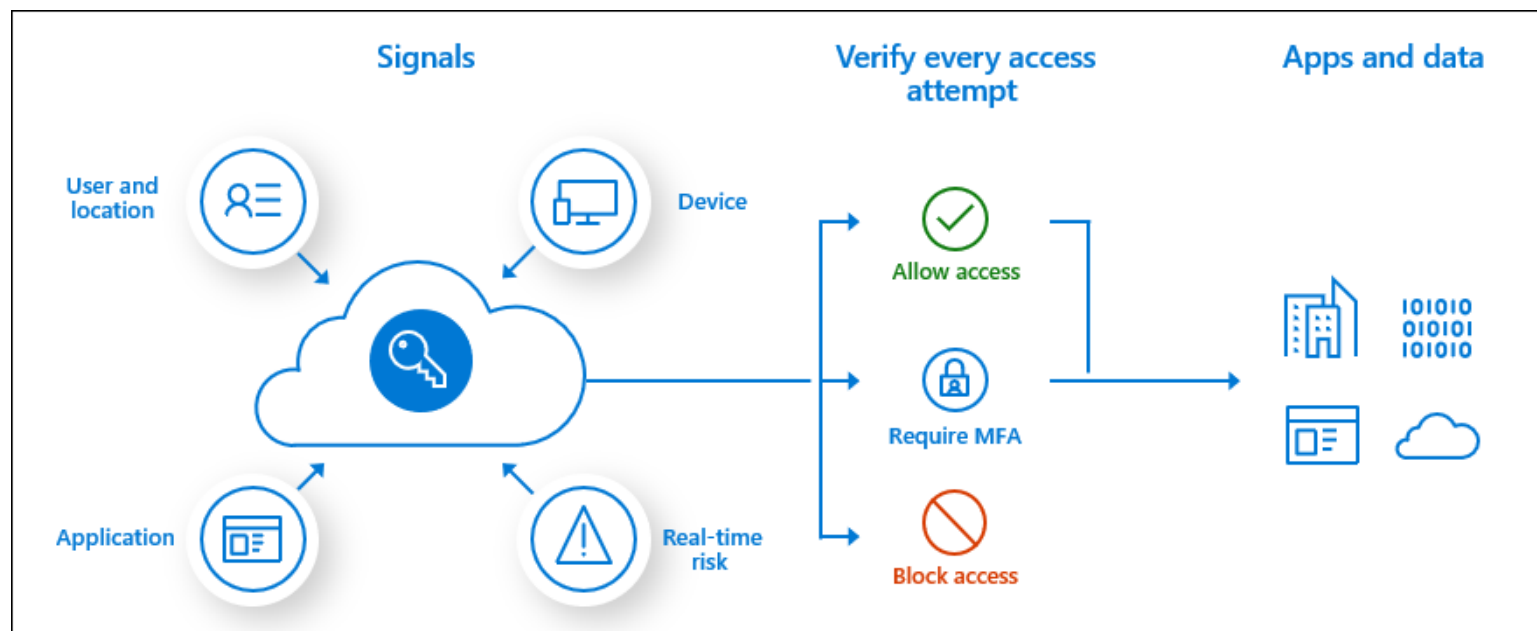 Signals
Verify every access
attempt
Apps and data
User and
location
Device
Allow access
101010
010101
101010
Require MFA
Application
Real-time
risk
Block access